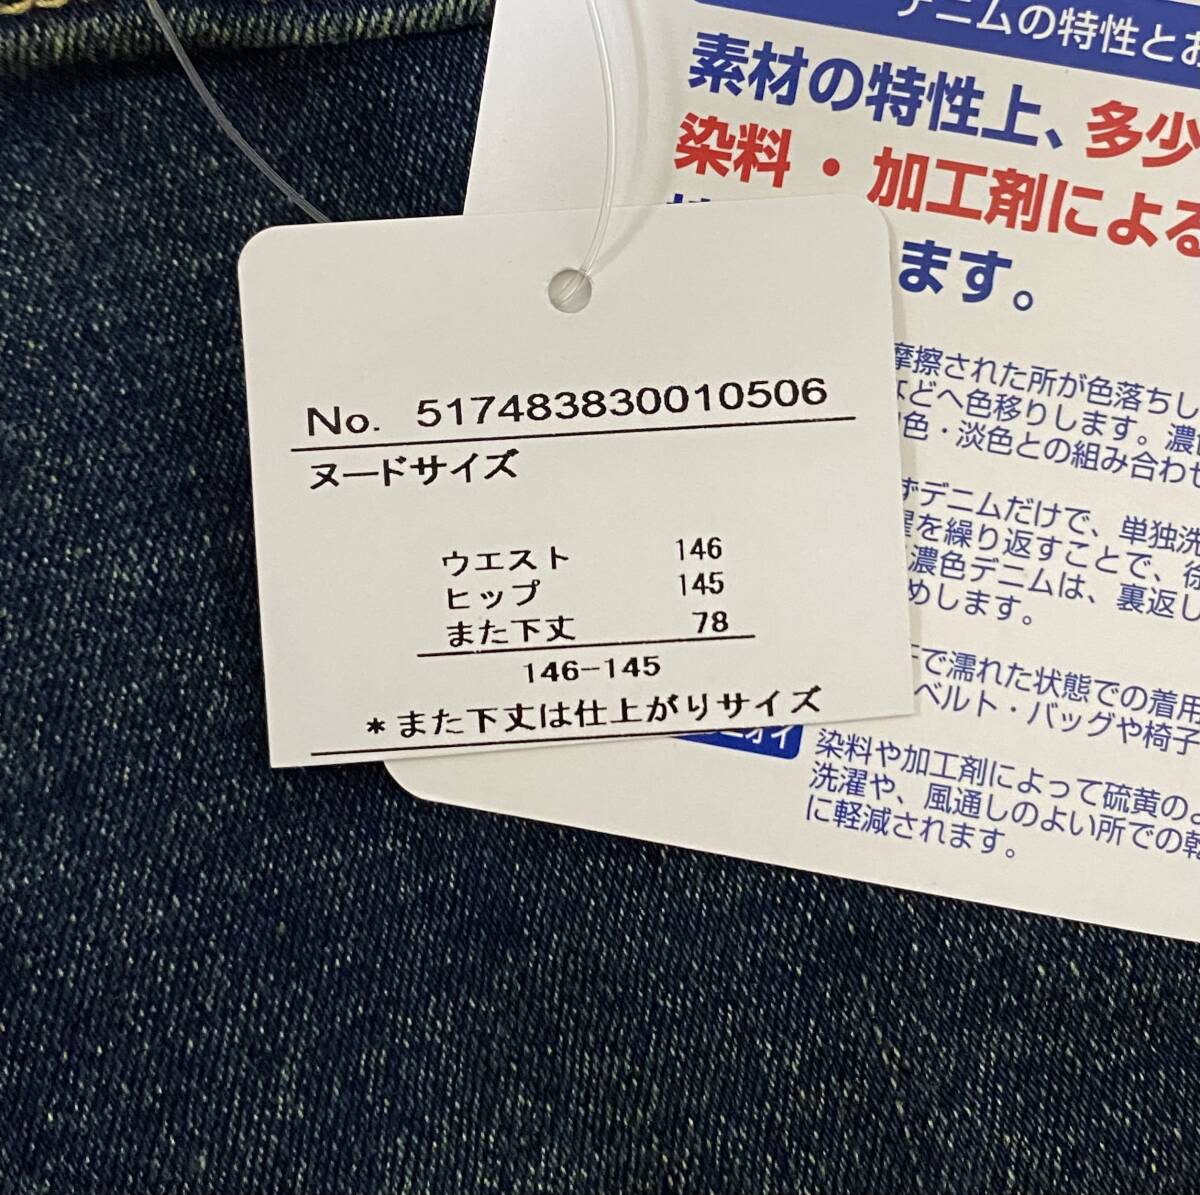 デニムの特性とお
素材の特性上、多少
染料・加工剤による
ます。
摩擦された所が色落ちし
などへ色移りします。濃
色・淡色との組み合わせ
ずデニムだけで、単独洗
濯を繰り返すことで、徐
濃色デニムは、裏返し
めします。
で濡れた状態での着用
ベルト・バッグや椅子
ニオイ
染料や加工剤によって硫黄のよ
洗濯や、風通しのよい所での乾
に軽減されます。
No. 517483830010506
ヌードサイズ
ウエスト 146
ヒップ 145
また下丈 78
146-145
*また下丈は仕上がりサイズ